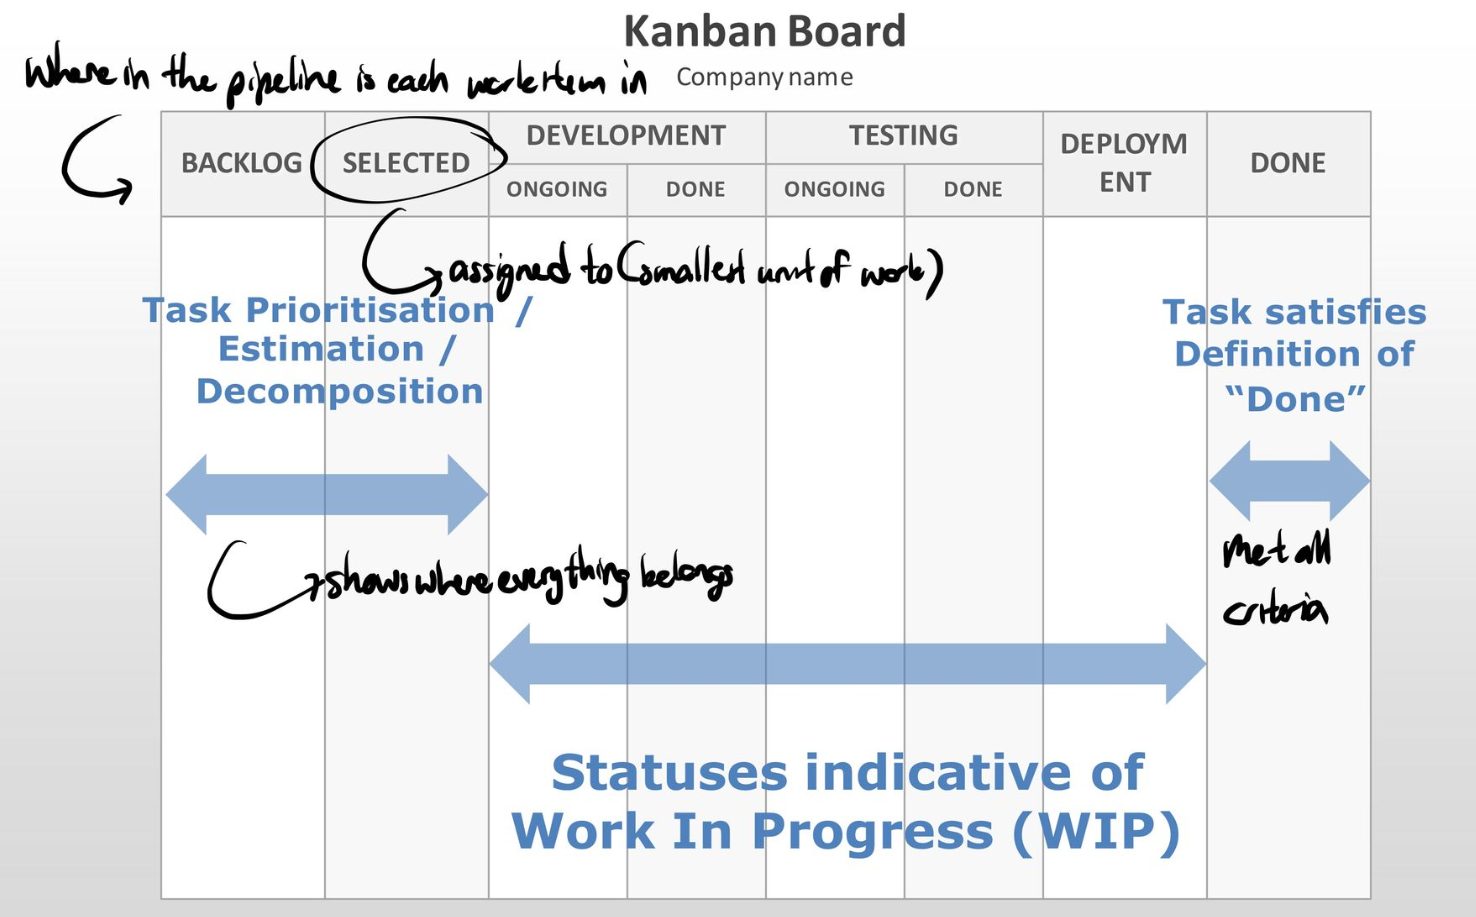 Kanban Board
Where in the pipeline is each work item in
Company name
BACKLOG
SELECTED
DEVELOPMENT
TESTING
DEPLOYM
ENT
DONE
ONGOING
DONE
ONGOING
DONE
assigned to (smallest unit of work)
Task Prioritisation /
Estimation /
Decomposition
Task satisfies
Definition of
“Done”
shows where everything belongs
Met all
criteria
Statuses indicative of
Work In Progress (WIP)